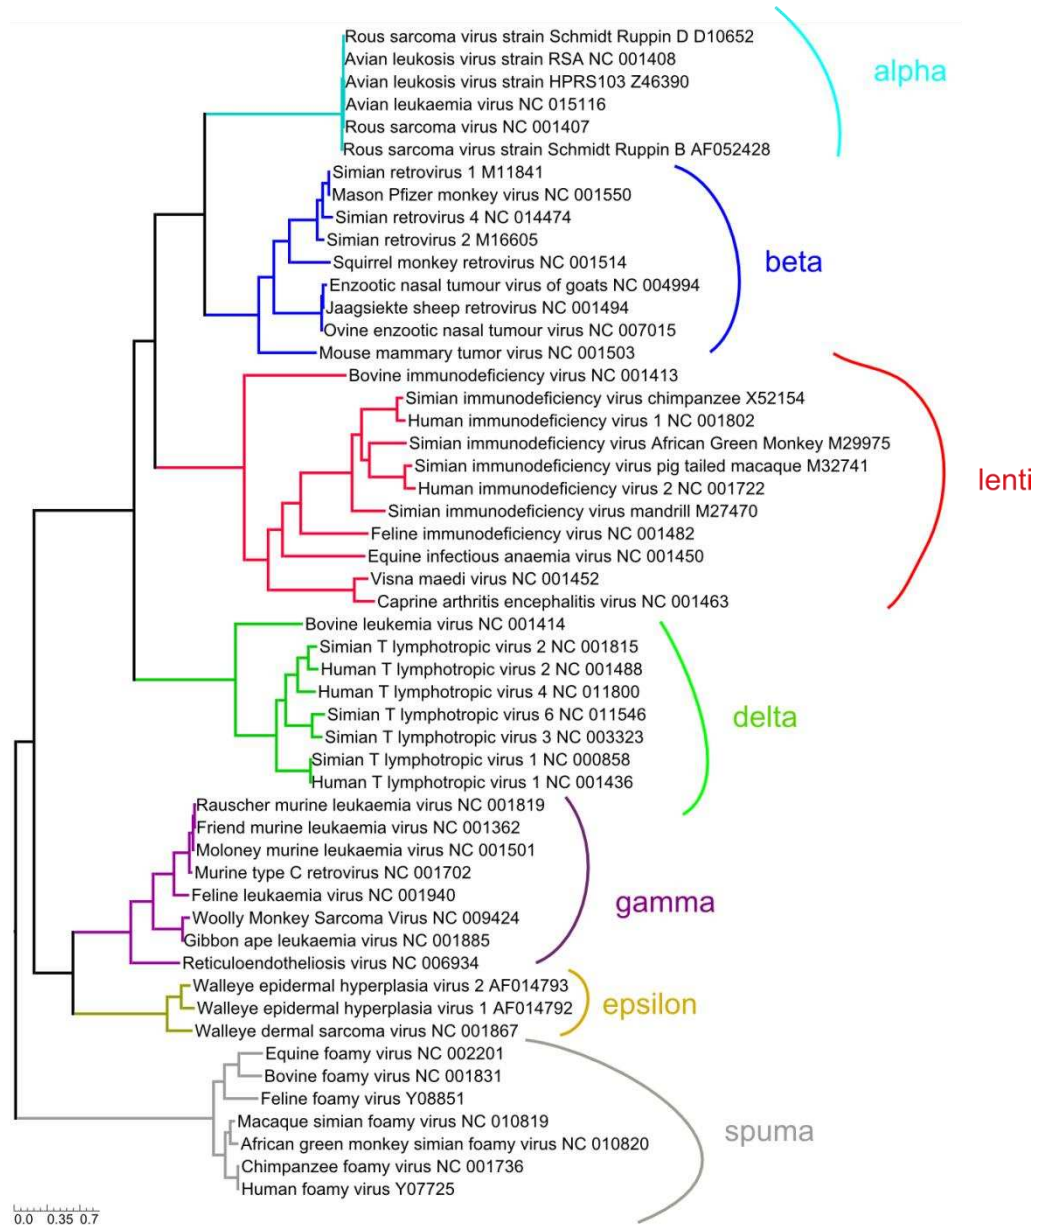 Rous sarcoma virus strain Schmidt Ruppin D D10652
Avian leukosis virus strain RSA NC 001408
Avian leukosis virus strain HPRS103 Z46390
Avian leukaemia virus NC 015116
Rous sarcoma virus NC 001407
Rous sarcoma virus strain Schmidt Ruppin B AF052428
alpha
Simian retrovirus 1 M11841
Mason Pfizer monkey virus NC 001550
Simian retrovirus 4 NC 014474
Simian retrovirus 2 M16605
Squirrel monkey retrovirus NC 001514
Enzootic nasal tumour virus of goats NC 004994
Jaagsiekte sheep retrovirus NC 001494
Ovine enzootic nasal tumour virus NC 007015
Mouse mammary tumor virus NC 001503
beta
Bovine immunodeficiency virus NC 001413
Simian immunodeficiency virus chimpanzee X52154
Human immunodeficiency virus 1 NC 001802
Simian immunodeficiency virus African Green Monkey M29975
Simian immunodeficiency virus pig tailed macaque M32741
Human immunodeficiency virus 2 NC 001722
Simian immunodeficiency virus mandrill M27470
Feline immunodeficiency virus NC 001482
Equine infectious anaemia virus NC 001450
Visna maedi virus NC 001452
Caprine arthritis encephalitis virus NC 001463
lenti
Bovine leukemia virus NC 001414
Simian T lymphotropic virus 2 NC 001815
Human T lymphotropic virus 2 NC 001488
Human T lymphotropic virus 4 NC 011800
Simian T lymphotropic virus 6 NC 011546
Simian T lymphotropic virus 3 NC 003323
Simian T lymphotropic virus 1 NC 000858
Human T lymphotropic virus 1 NC 001436
delta
Rauscher murine leukaemia virus NC 001819
Friend murine leukaemia virus NC 001362
Moloney murine leukaemia virus NC 001501
Murine type C retrovirus NC 001702
Feline leukaemia virus NC 001940
Woolly Monkey Sarcoma Virus NC 009424
Gibbon ape leukaemia virus NC 001885
Reticuloendotheliosis virus NC 006934
gamma
Walleye epidermal hyperplasia virus 2 AF014793
Walleye epidermal hyperplasia virus 1 AF014792
Walleye dermal sarcoma virus NC 001867
epsilon
Equine foamy virus NC 002201
Bovine foamy virus NC 001831
Feline foamy virus Y08851
Macaque simian foamy virus NC 010819
African green monkey simian foamy virus NC 010820
Chimpanzee foamy virus NC 001736
Human foamy virus Y07725
spuma
0.0 0.35 0.7